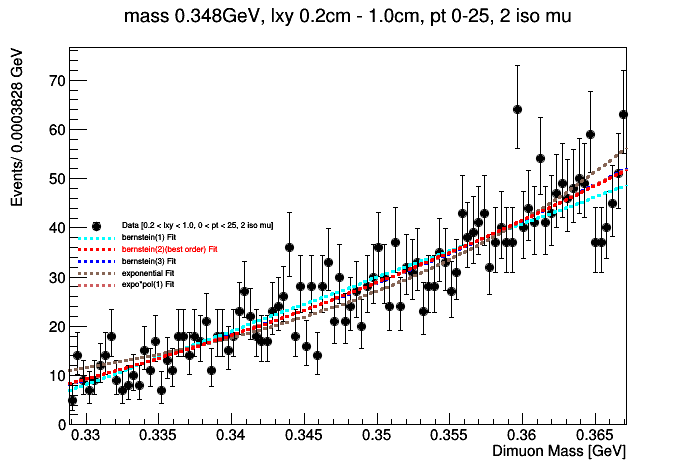 mass 0.348GeV, lxy 0.2cm - 1.0cm, pt 0-25, 2 iso mu
Events/ 0.0003828 GeV
70
60
50
40
30
20
10
0
Data [0.2 < lxy < 1.0, 0 < pt < 25, 2 iso mu]
bernstein(1) Fit
bernstein(2)(best order) Fit
bernstein(3) Fit
exponential Fit
expo*pol(1) Fit
0.33 0.335 0.34 0.345 0.35 0.355 0.36 0.365
Dimuon Mass [GeV]